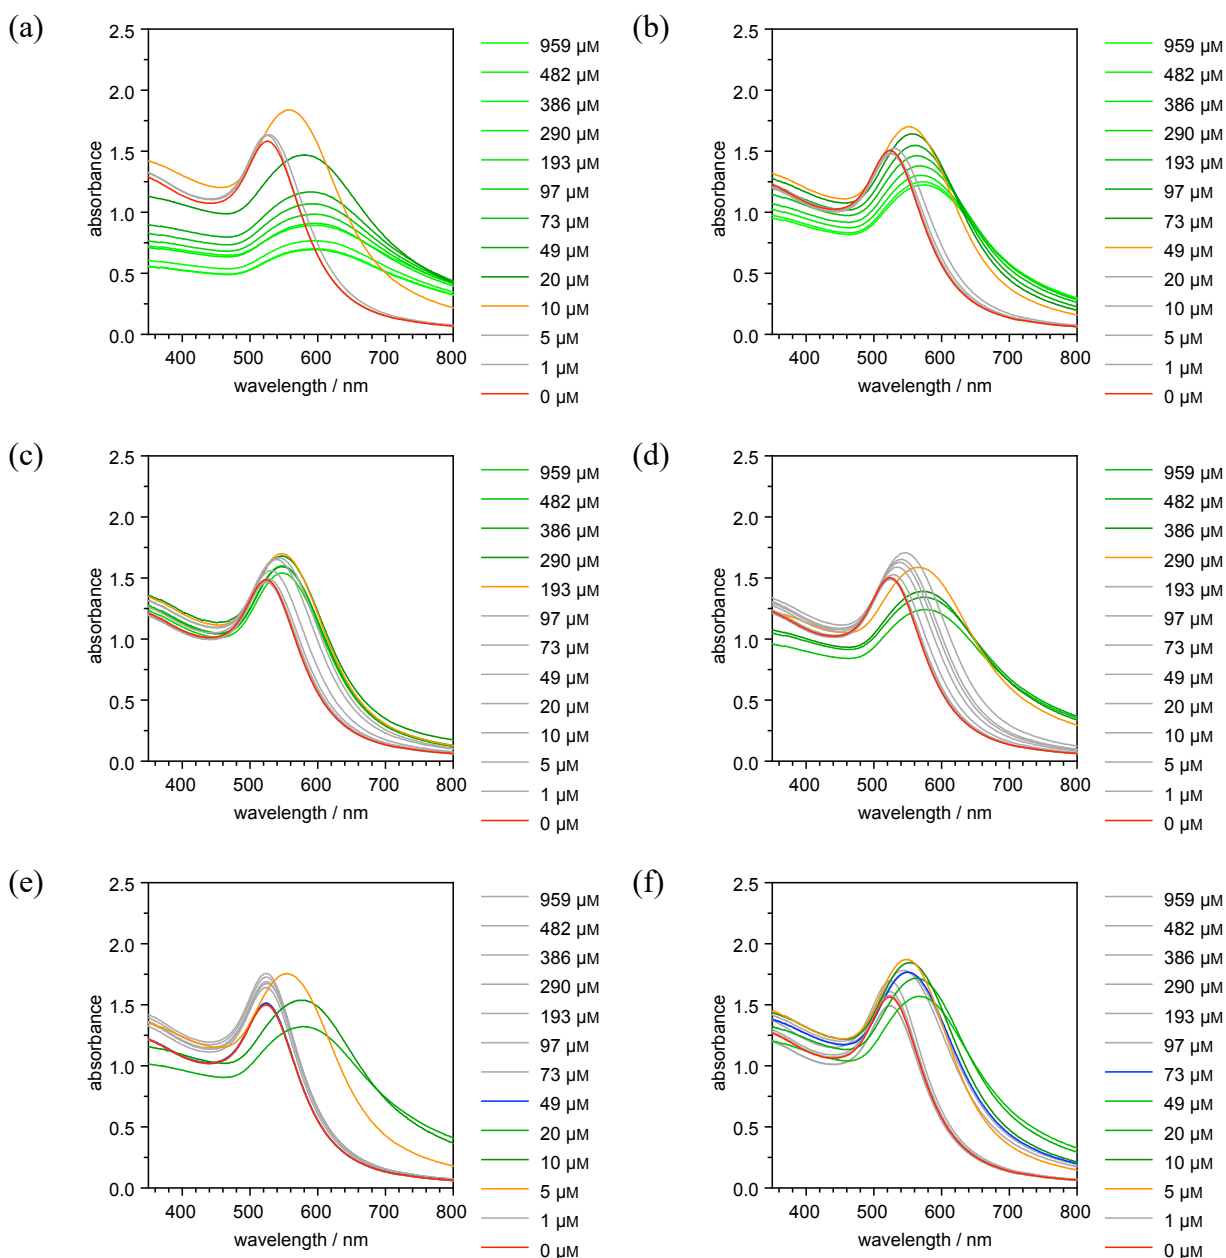 (a)
2.5
2.0
1.5
1.0
0.5
0.0
absorbance
400 500 600 700 800
wavelength / nm
959 µM
482 µM
386 µM
290 µM
193 µM
97 µM
73 µM
49 µM
20 µM
10 µM
5 µM
1 µM
0 µM
(b)
2.5
2.0
1.5
1.0
0.5
0.0
absorbance
400 500 600 700 800
wavelength / nm
959 µM
482 µM
386 µM
290 µM
193 µM
97 µM
73 µM
49 µM
20 µM
10 µM
5 µM
1 µM
0 µM
(c)
2.5
2.0
1.5
1.0
0.5
0.0
absorbance
400 500 600 700 800
wavelength / nm
959 µM
482 µM
386 µM
290 µM
193 µM
97 µM
73 µM
49 µM
20 µM
10 µM
5 µM
1 µM
0 µM
(d)
2.5
2.0
1.5
1.0
0.5
0.0
absorbance
400 500 600 700 800
wavelength / nm
959 µM
482 µM
386 µM
290 µM
193 µM
97 µM
73 µM
49 µM
20 µM
10 µM
5 µM
1 µM
0 µM
(e)
2.5
2.0
1.5
1.0
0.5
0.0
absorbance
400 500 600 700 800
wavelength / nm
959 µM
482 µM
386 µM
290 µM
193 µM
97 µM
73 µM
49 µM
20 µM
10 µM
5 µM
1 µM
0 µM
(f)
2.5
2.0
1.5
1.0
0.5
0.0
absorbance
400 500 600 700 800
wavelength / nm
959 µM
482 µM
386 µM
290 µM
193 µM
97 µM
73 µM
49 µM
20 µM
10 µM
5 µM
1 µM
0 µM